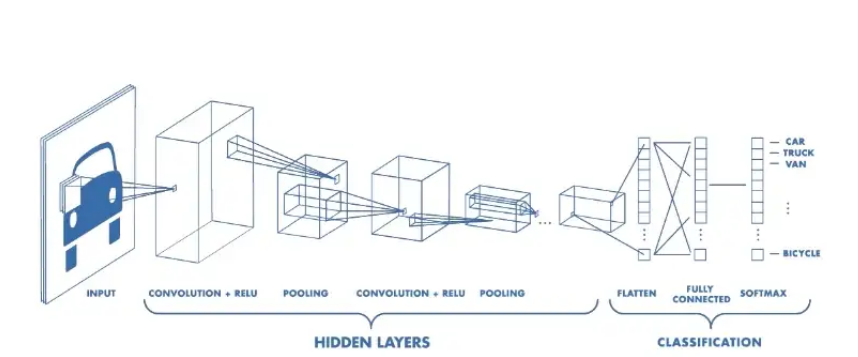 CAR
TRUCK
VAN
BICYCLE
INPUT
CONVOLUTION + RELU
POOLING
CONVOLUTION + RELU
POOLING
FLATTEN
FULLY
CONNECTED
SOFTMAX
HIDDEN LAYERS
CLASSIFICATION